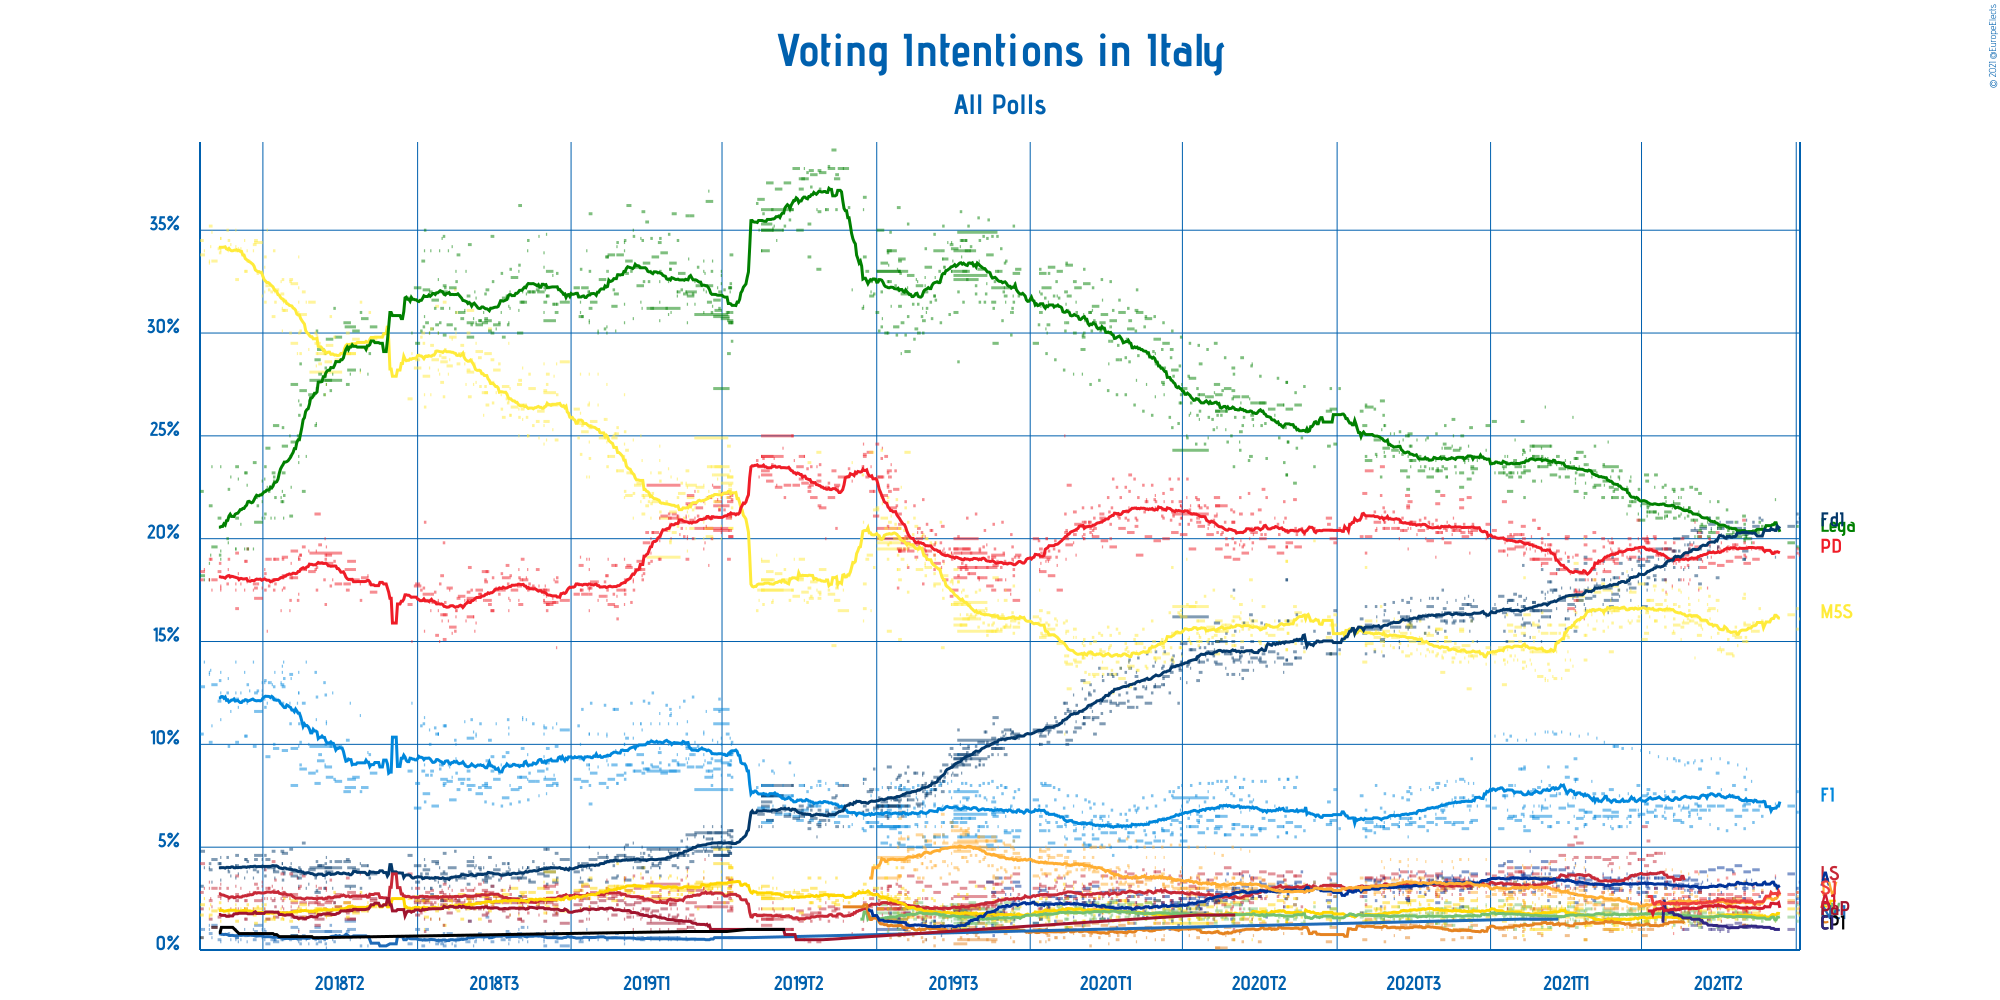 © 2021 @EuropeElects
Voting Intentions in Italy
All Polls
35%
30%
25%
20%
15%
10%
5%
0%
FdI
Lega
PD
M5S
FI
LS
A
2018T2
2018T3
2019T1
2019T2
2019T3
2020T1
2020T2
2020T3
2021T1
2021T2